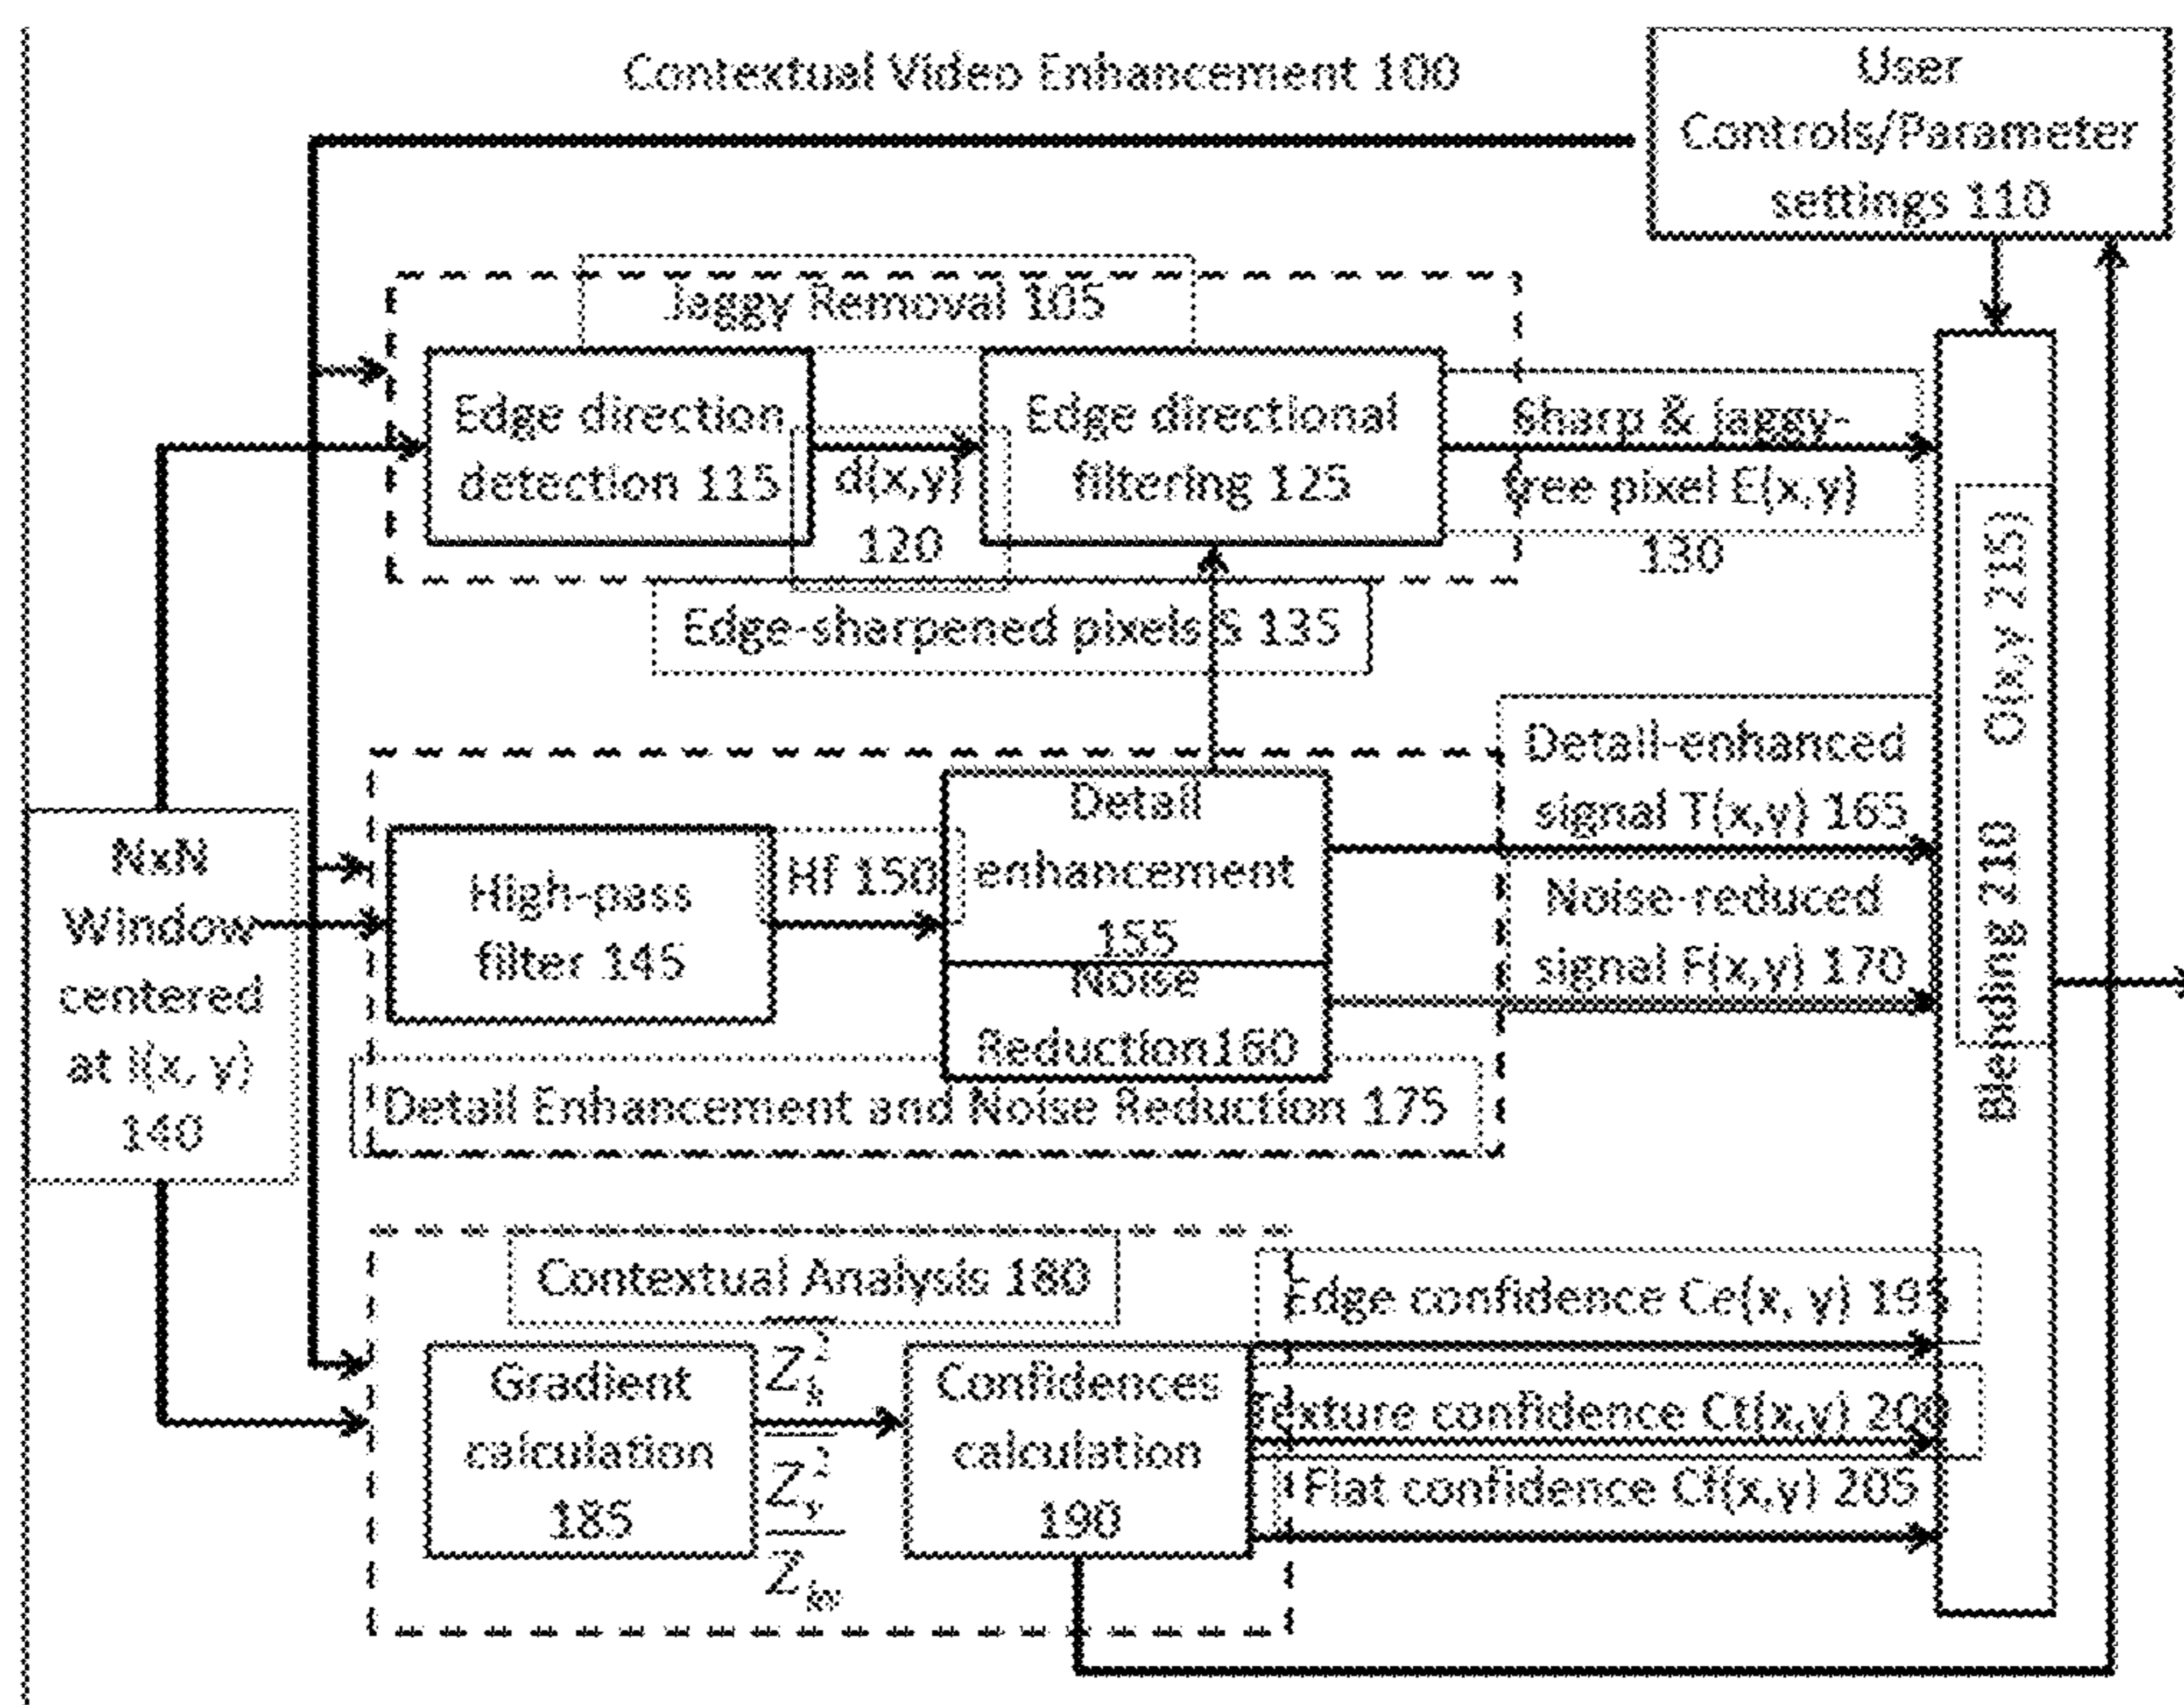 Contextual Video Enhancement 100
User
Controls/Parameter
settings 110
Jaggy Removal 105
Edge direction
detection 115
d(x,y)
120
Edge directional
filtering 125
Sharp & jaggy-
free pixel E(x,y)
130
Edge-sharpened pixels S 135
NxN
Window
centered
at I(x, y)
140
High-pass
filter 145
Hf 150
Detail
enhancement
155
Noise
Reduction160
Detail-enhanced
signal T(x,y) 165
Noise-reduced
signal F(x,y) 170
Detail Enhancement and Noise Reduction 175
Blending 210
O(x,y 215)
Contextual Analysis 180
Gradient
calculation
185
Confidences
calculation
190
Edge confidence Ce(x, y) 195
Texture confidence Ct(x,y) 200
Flat confidence Cf(x,y) 205